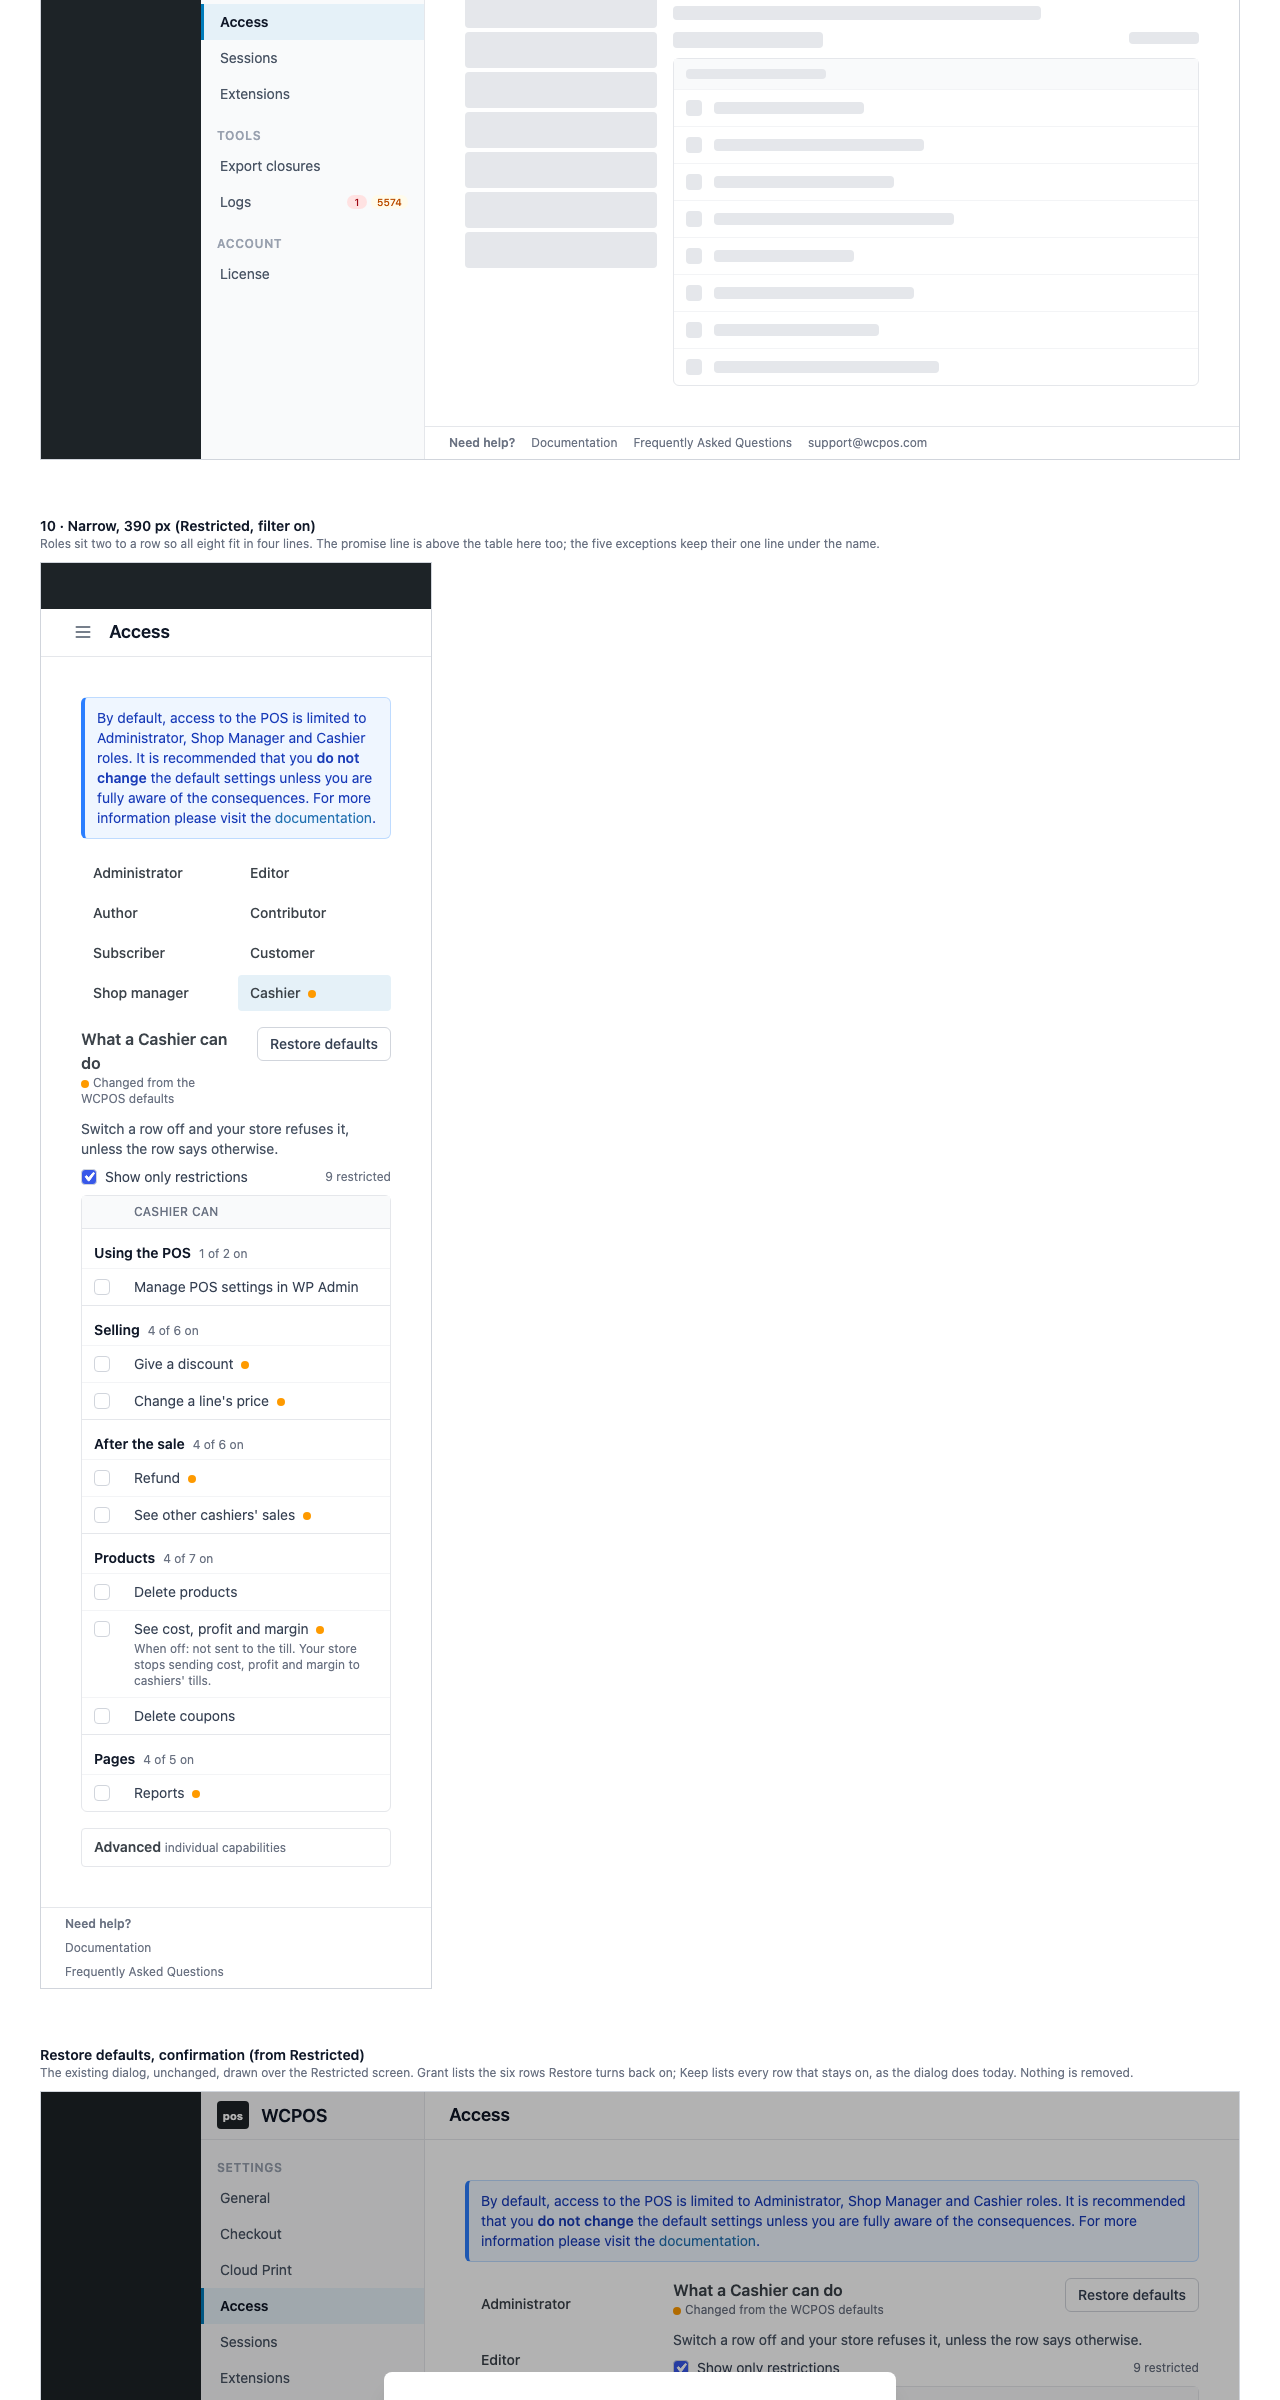 Access
Sessions
Extensions
TOOLS
Export closures
Logs 1 5574
ACCOUNT
License
Need help? Documentation Frequently Asked Questions support@wcpos.com
10 · Narrow, 390 px (Restricted, filter on)
Roles sit two to a row so all eight fit in four lines. The promise line is above the table here too; the five exceptions keep their one line under the name.
Access
By default, access to the POS is limited to
Administrator, Shop Manager and Cashier
roles. It is recommended that you do not
change the default settings unless you are
fully aware of the consequences. For more
information please visit the documentation.
Administrator Editor
Author Contributor
Subscriber Customer
Shop manager Cashier
What a Cashier can
do
Restore defaults
Changed from the
WCPOS defaults
Switch a row off and your store refuses it,
unless the row says otherwise.
Show only restrictions 9 restricted
CASHIER CAN
Using the POS 1 of 2 on
Manage POS settings in WP Admin
Selling 4 of 6 on
Give a discount
Change a line's price
After the sale 4 of 6 on
Refund
See other cashiers' sales
Products 4 of 7 on
Delete products
See cost, profit and margin
When off: not sent to the till. Your store
stops sending cost, profit and margin to
cashiers' tills.
Delete coupons
Pages 4 of 5 on
Reports
Advanced individual capabilities
Need help?
Documentation
Frequently Asked Questions
Restore defaults, confirmation (from Restricted)
The existing dialog, unchanged, drawn over the Restricted screen. Grant lists the six rows Restore turns back on; Keep lists every row that stays on, as the dialog does today. Nothing is removed.
pos WCPOS
Access
SETTINGS
General
Checkout
Cloud Print
Access
Sessions
Extensions
By default, access to the POS is limited to Administrator, Shop Manager and Cashier roles. It is recommended
that you do not change the default settings unless you are fully aware of the consequences. For more
information please visit the documentation.
Administrator
Editor
What a Cashier can do
Restore defaults
Changed from the WCPOS defaults
Switch a row off and your store refuses it, unless the row says otherwise.
Show only restrictions 9 restricted